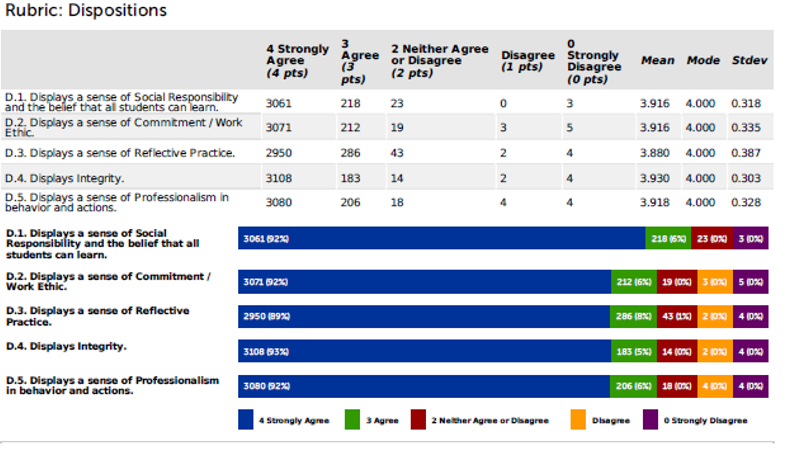 Rubric: Dispositions
4 Strongly Agree (4 pts) 3 Agree (3 pts) 2 Neither Agree or Disagree (2 pts) Disagree (1 pts) 0 Strongly Disagree (0 pts) Mean Mode Stdev
D.1. Displays a sense of Social Responsibility
and the belief that all students can learn. 3061 218 23 0 3 3.916 4.000 0.318
D.2. Displays a sense of Commitment / Work
Ethic. 3071 212 19 3 5 3.916 4.000 0.335
D.3. Displays a sense of Reflective Practice. 2950 286 43 2 4 3.880 4.000 0.387
D.4. Displays Integrity. 3108 183 14 2 4 3.930 4.000 0.303
D.5. Displays a sense of Professionalism in
behavior and actions. 3080 206 18 4 4 3.918 4.000 0.328
D.1. Displays a sense of Social
Responsibility and the belief that all
students can learn.
3061 (92%) 218 (6%) 23 (0%) 3 (0%)
D.2. Displays a sense of Commitment /
Work Ethic.
3071 (92%) 212 (6%) 19 (0%) 3 (0%) 5 (0%)
D.3. Displays a sense of Reflective
Practice.
2950 (89%) 286 (8%) 43 (1%) 2 (0%) 4 (0%)
D.4. Displays Integrity.
3108 (93%) 183 (5%) 14 (0%) 2 (0%) 4 (0%)
D.5. Displays a sense of Professionalism
in behavior and actions.
3080 (92%) 206 (6%) 18 (0%) 4 (0%) 4 (0%)
4 Strongly Agree 3 Agree 2 Neither Agree or Disagree Disagree 0 Strongly Disagree